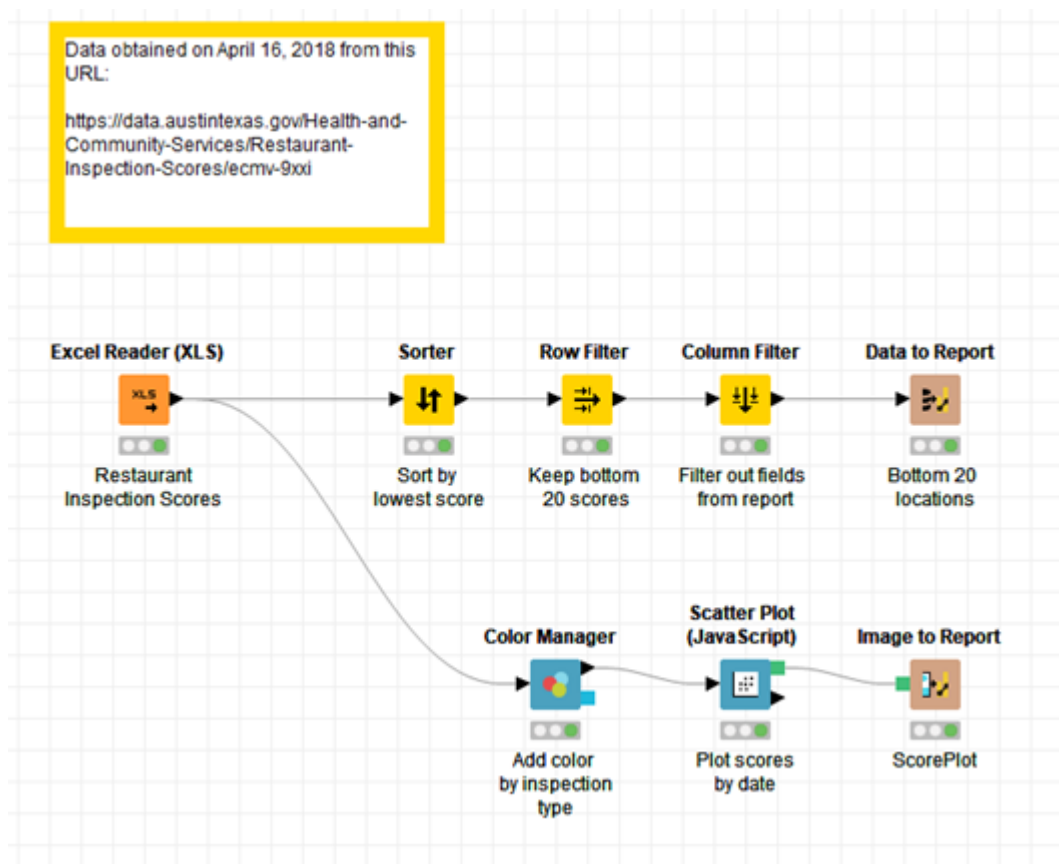 Data obtained on April 16, 2018 from this
URL:
https://data.austintexas.gov/Health-and-
Community-Services/Restaurant-
Inspection-Scores/ecmv-9xxi
Excel Reader (XLS)
Sorter
Row Filter
Column Filter
Data to Report
XLS
Restaurant
Inspection Scores
Sort by
lowest score
Keep bottom
20 scores
Filter out fields
from report
Bottom 20
locations
Color Manager
Scatter Plot
(JavaScript)
Image to Report
Add color
by inspection
type
Plot scores
by date
ScorePlot